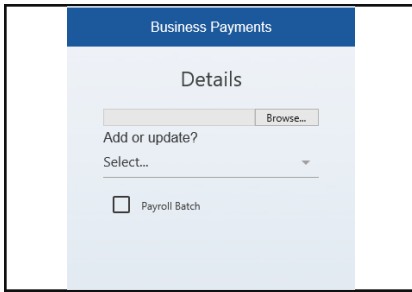 Business Payments
Details
Browse...
Add or update?
Select...
Payroll Batch